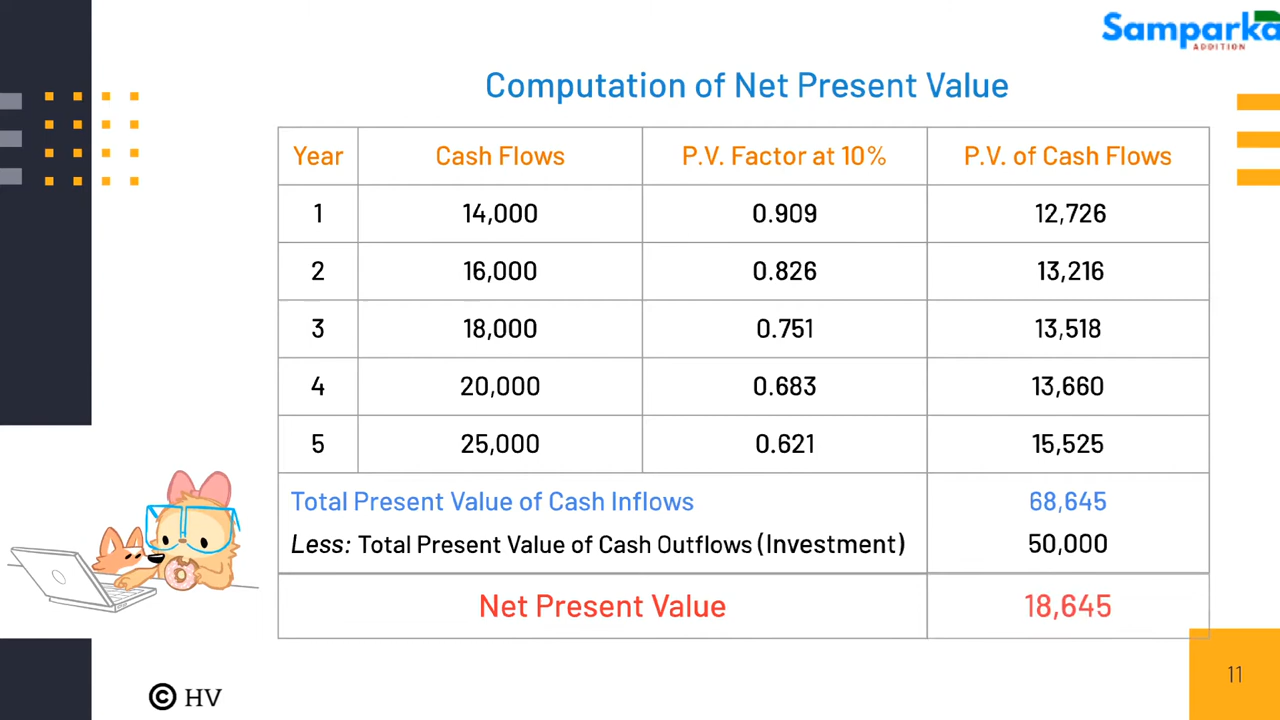 Samparka
ADDITION
Computation of Net Present Value
Year Cash Flows P.V. Factor at 10% P.V. of Cash Flows
1 14,000 0.909 12,726
2 16,000 0.826 13,216
3 18,000 0.751 13,518
4 20,000 0.683 13,660
5 25,000 0.621 15,525
Total Present Value of Cash Inflows 68,645
Less: Total Present Value of Cash Outflows (Investment) 50,000
Net Present Value 18,645
11
© HV